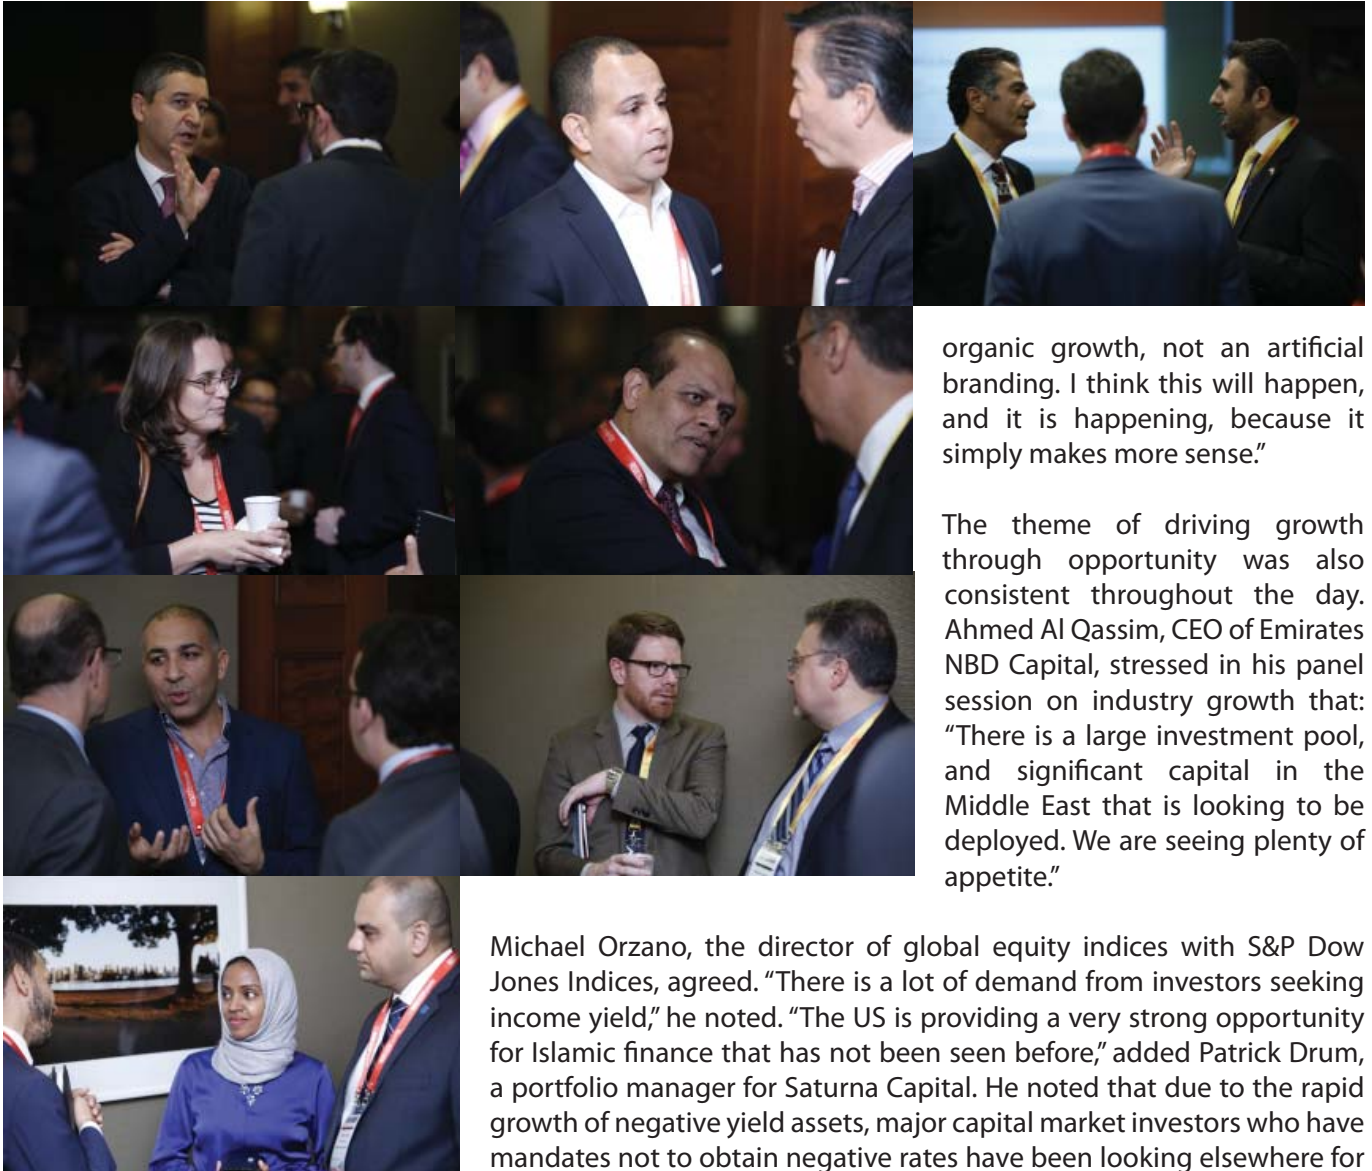 organic growth, not an artificial
branding. I think this will happen,
and it is happening, because it
simply makes more sense.”
The theme of driving growth
through opportunity was also
consistent throughout the day.
Ahmed Al Qassim, CEO of Emirates
NBD Capital, stressed in his panel
session on industry growth that:
“There is a large investment pool,
and significant capital in the
Middle East that is looking to be
deployed. We are seeing plenty of
appetite.”
Michael Orzano, the director of global equity indices with S&P Dow
Jones Indices, agreed. “There is a lot of demand from investors seeking
income yield,” he noted. “The US is providing a very strong opportunity
for Islamic finance that has not been seen before,” added Patrick Drum,
a portfolio manager for Saturna Capital. He noted that due to the rapid
growth of negative yield assets, major capital market investors who have
mandates not to obtain negative rates have been looking elsewhere for